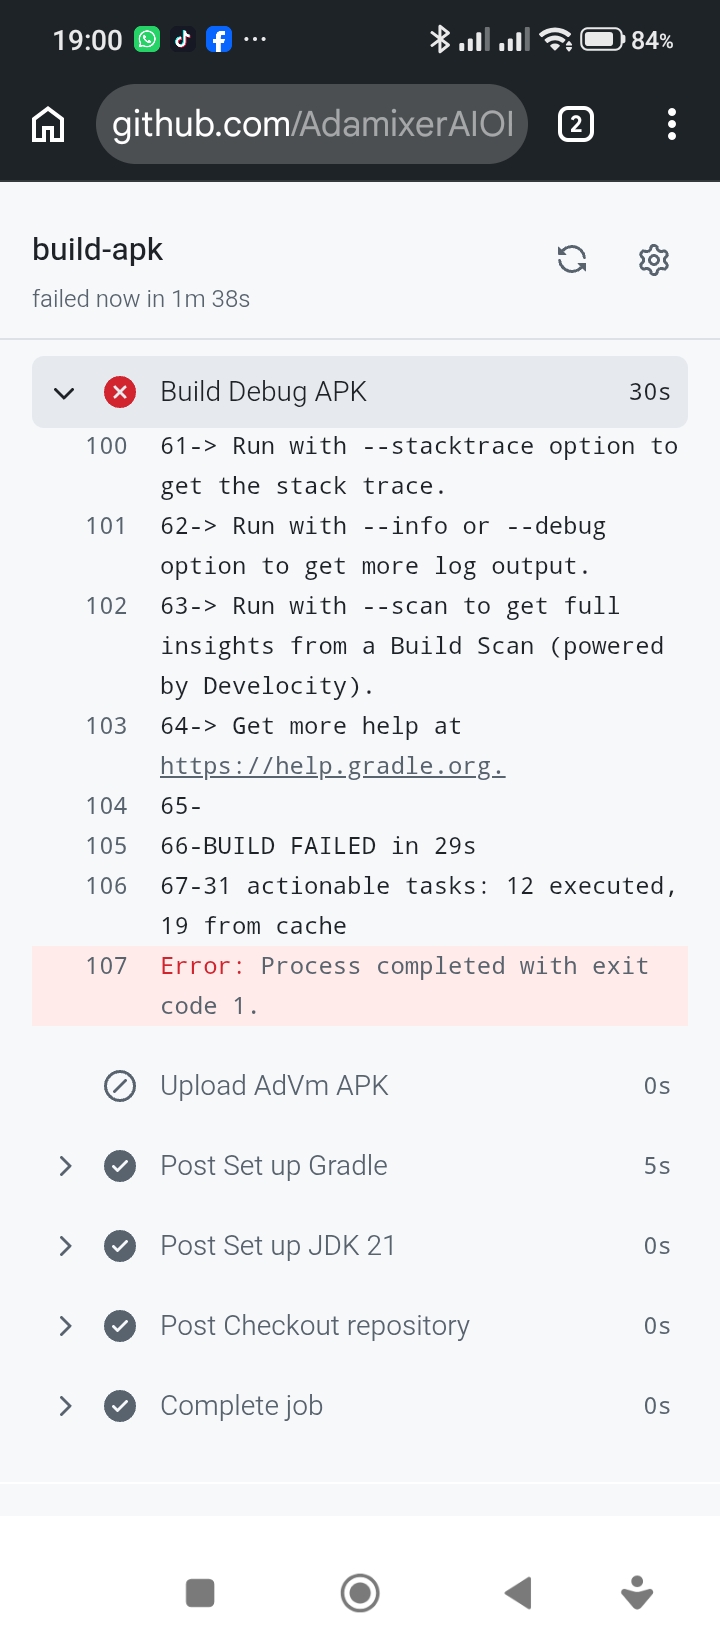 19:00 84%
github.com/AdamixerAIOI 2
build-apk
failed now in 1m 38s
Build Debug APK 30s
100 61-> Run with --stacktrace option to
get the stack trace.
101 62-> Run with --info or --debug
option to get more log output.
102 63-> Run with --scan to get full
insights from a Build Scan (powered
by Develocity).
103 64-> Get more help at
https://help.gradle.org.
104 65-
105 66-BUILD FAILED in 29s
106 67-31 actionable tasks: 12 executed,
19 from cache
107 Error: Process completed with exit
code 1.
Upload AdVm APK 0s
Post Set up Gradle 5s
Post Set up JDK 21 0s
Post Checkout repository 0s
Complete job 0s